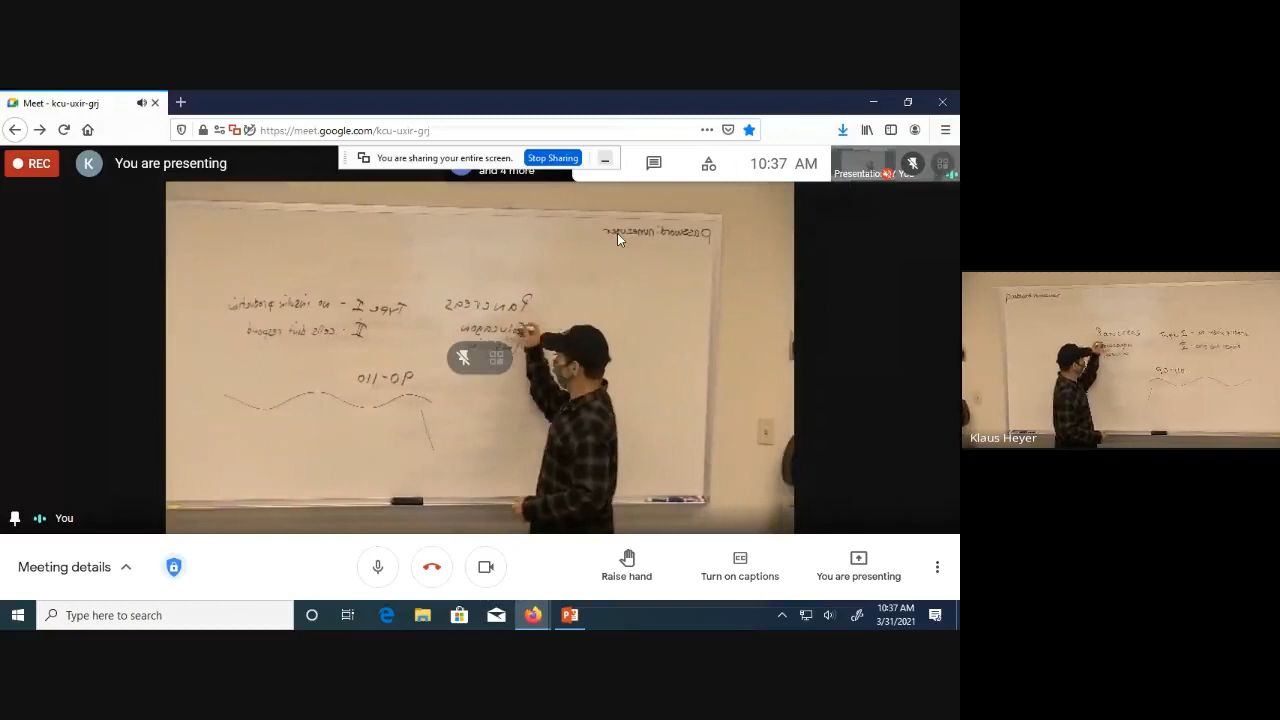 Meet - kcu-uxir-grj
https://meet.google.com/kcu-uxir-grj
REC
K
You are presenting
You are sharing your entire screen.
Stop Sharing
and 4 more
10:37 AM
Presentation
You
Pancreas
Glucagon
Type I - no insulin production
II - cells don't respond
90-110
You
Klaus Heyer
Meeting details
Raise hand
Turn on captions
You are presenting
Type here to search
10:37 AM
3/31/2021